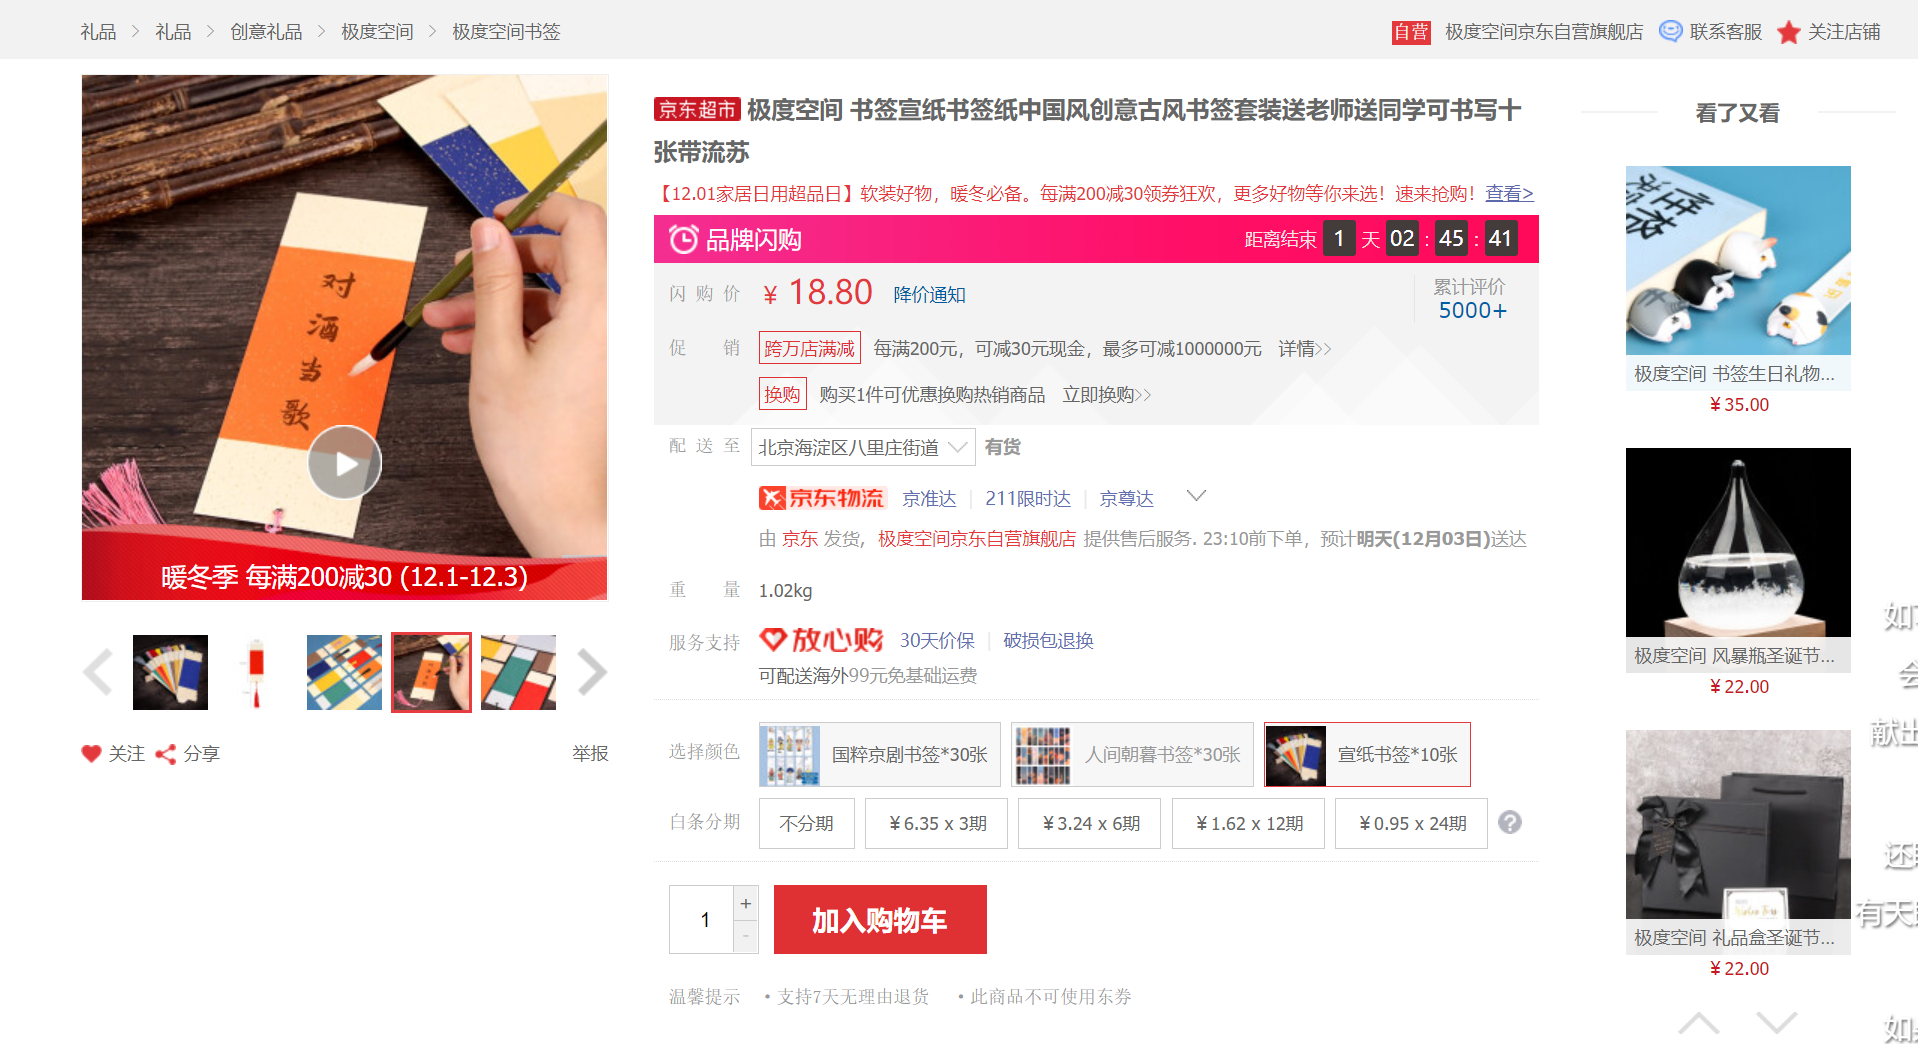 礼品 > 礼品 > 创意礼品 > 极度空间 > 极度空间书签
自营 极度空间京东自营旗舰店 联系客服 关注店铺
对酒当歌
暖冬季 每满200减30 (12.1-12.3)
关注 分享 举报
京东超市 极度空间 书签宣纸书签纸中国风创意古风书签套装送老师送同学可书写十
张带流苏
【12.01家居日用超品日】软装好物，暖冬必备。每满200减30领券狂欢，更多好物等你来选！速来抢购！查看>
品牌闪购 距离结束 1 天 02 : 45 : 41
闪购价 ￥ 18.80 降价通知
累计评价
5000+
促销 跨万店满减 每满200元，可减30元现金，最多可减1000000元 详情>>
换购 购买1件可优惠换购热销商品 立即换购>>
配送至 北京海淀区八里庄街道 有货
京东物流 京准达 211限时达 京尊达
由 京东 发货, 极度空间京东自营旗舰店 提供售后服务. 23:10前下单，预计明天(12月03日)送达
重量 1.02kg
服务支持 放心购 30天价保 破损包退换
可配送海外99元免基础运费
选择颜色 国粹京剧书签*30张 人间朝暮书签*30张 宣纸书签*10张
白条分期 不分期 ￥6.35 x 3期 ￥3.24 x 6期 ￥1.62 x 12期 ￥0.95 x 24期 ?
1 + - 加入购物车
温馨提示 • 支持7天无理由退货 • 此商品不可使用东券
看了又看
极度空间 书签生日礼物...
￥35.00
极度空间 风暴瓶圣诞节...
￥22.00
极度空间 礼品盒圣诞节...
￥22.00
会
献出
有天